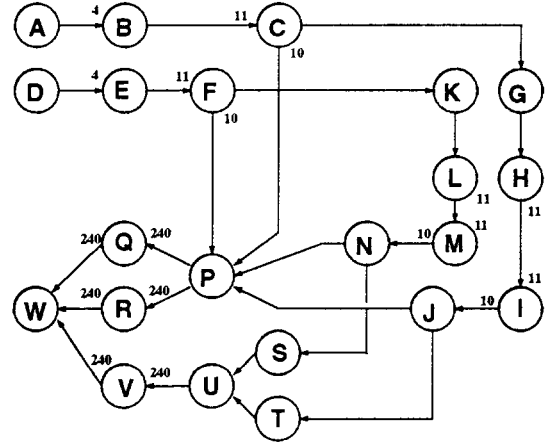 A 4 B 11 C
10
D 4 E 11 F K G
10
L H
11 11
Q N 10 M 11
240 240
P
240 240
W R J 10 I 11
S
240 240
V U
T